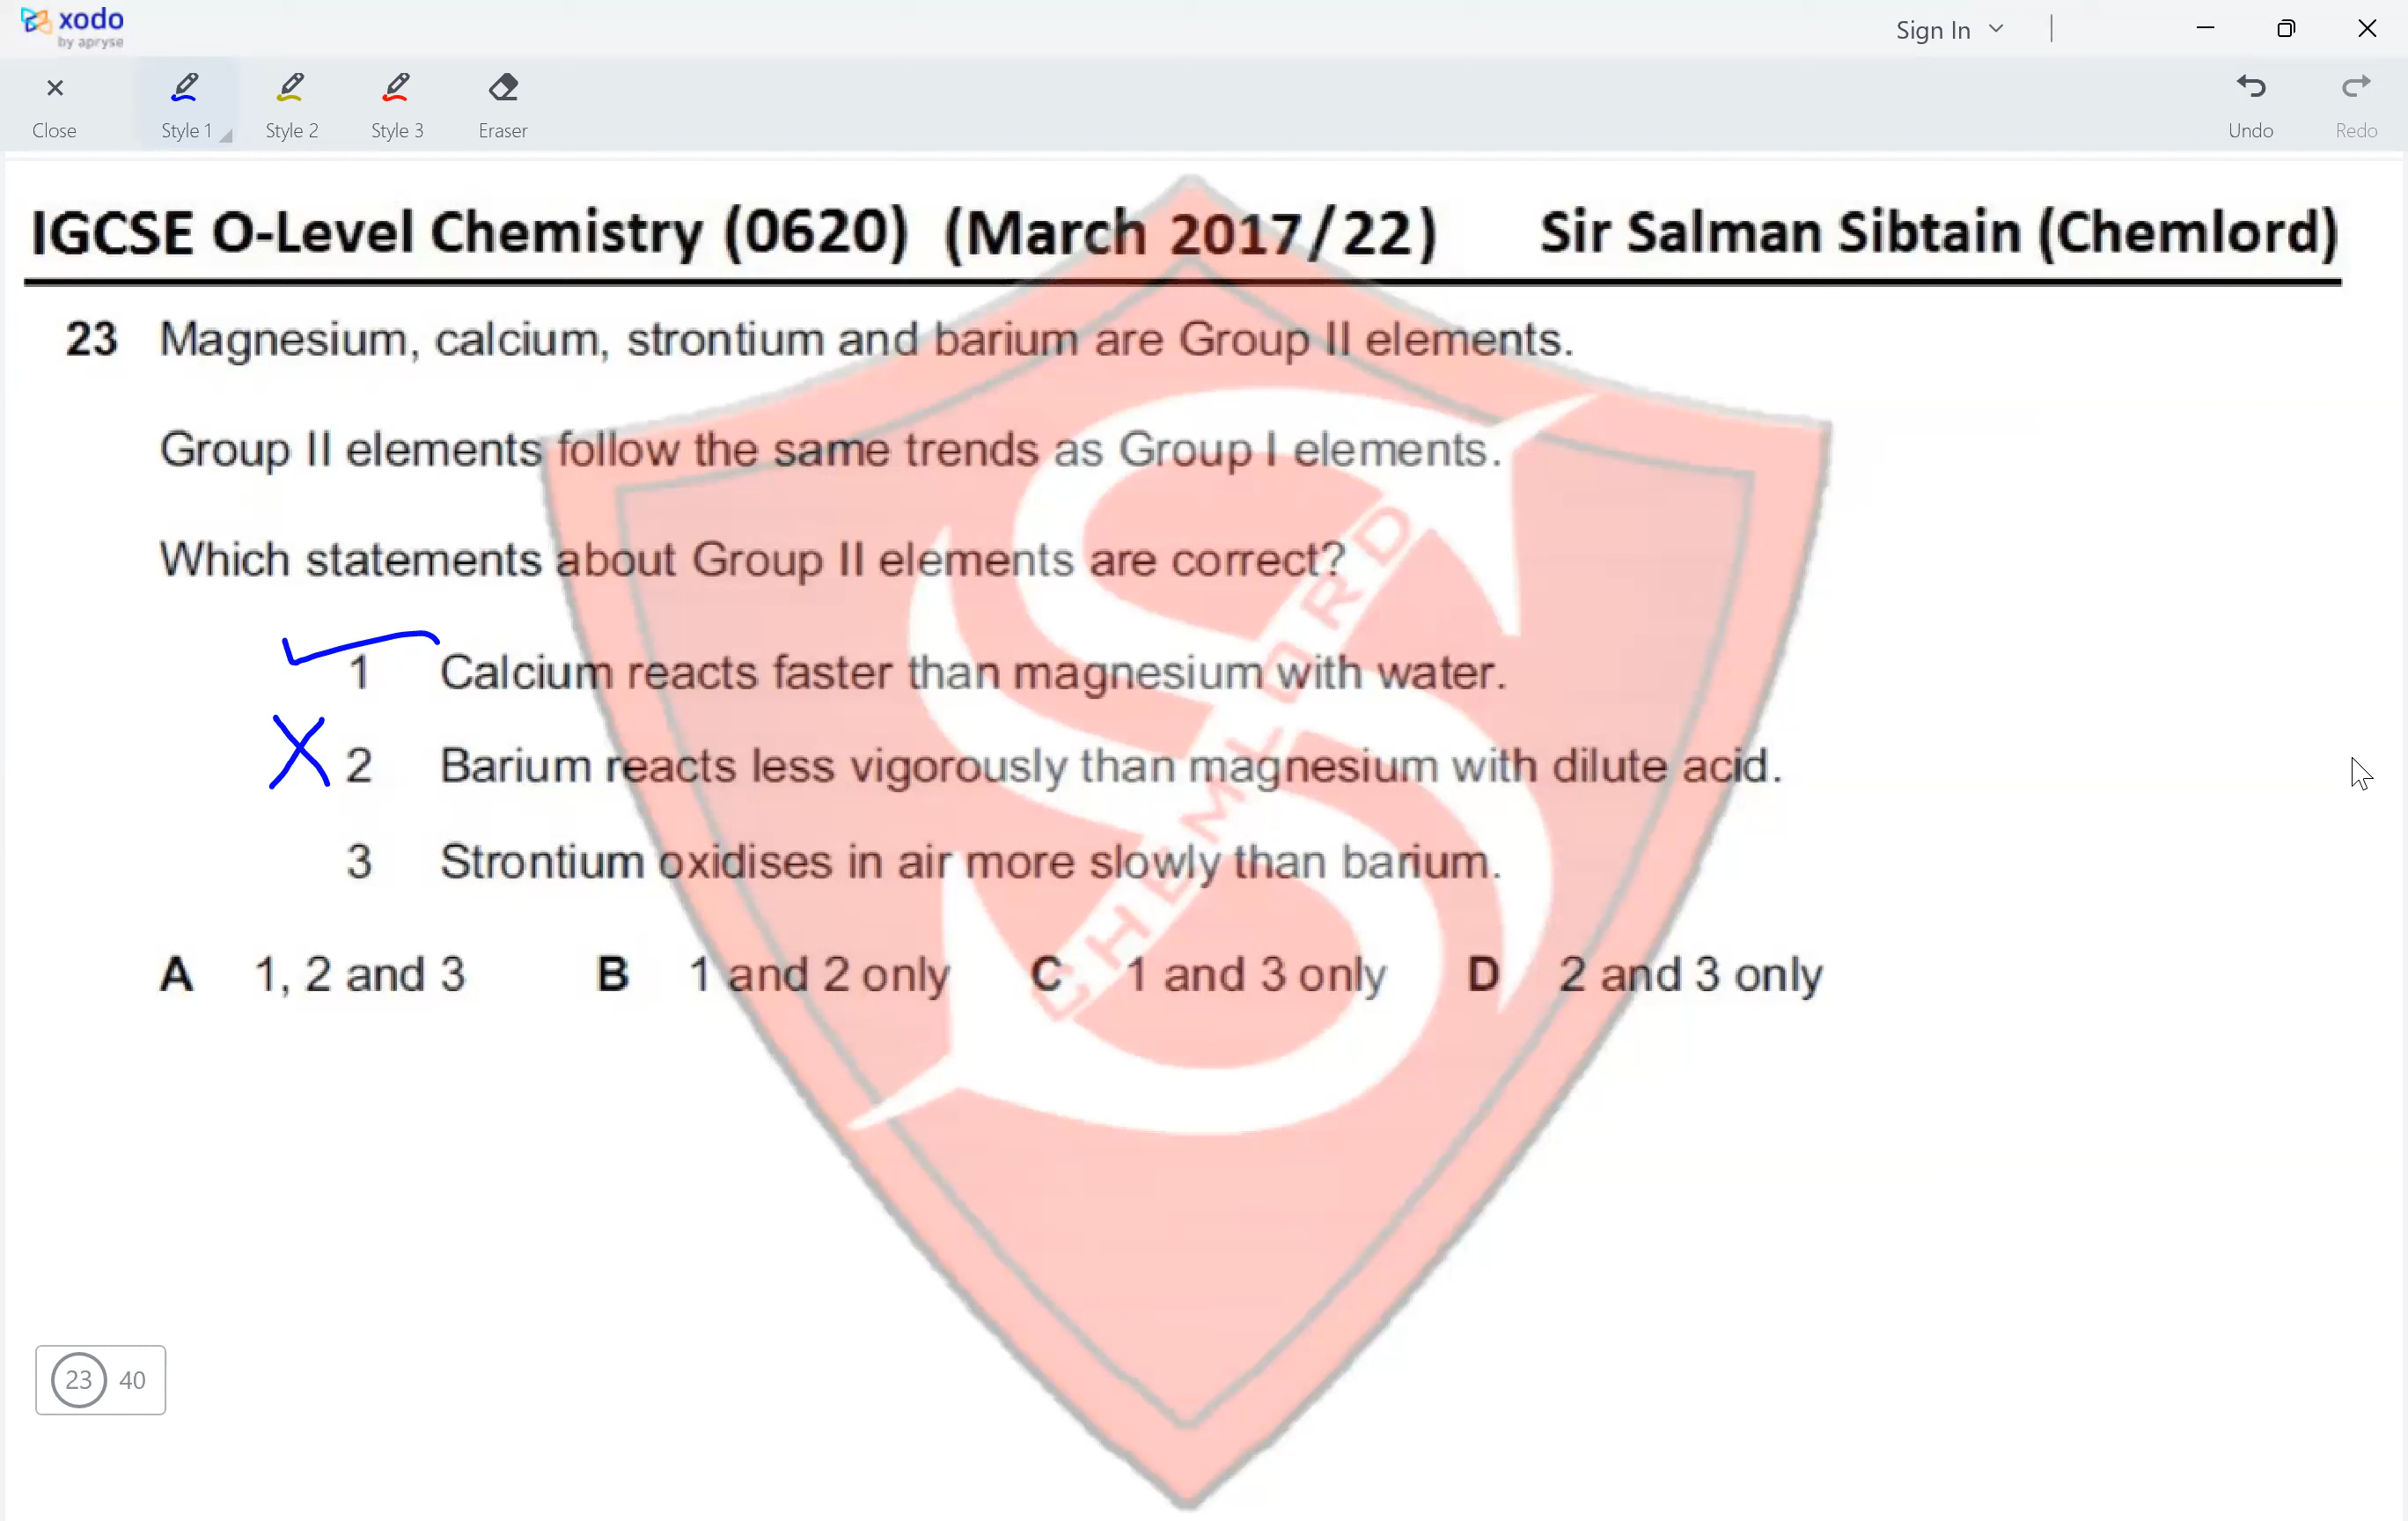 xodo
by apryse
Sign In
Close
Style 1
Style 2
Style 3
Eraser
Undo
Redo
IGCSE O-Level Chemistry (0620) (March 2017/22) Sir Salman Sibtain (Chemlord)
23 Magnesium, calcium, strontium and barium are Group II elements.
Group II elements follow the same trends as Group I elements.
Which statements about Group II elements are correct?
1 Calcium reacts faster than magnesium with water.
2 Barium reacts less vigorously than magnesium with dilute acid.
3 Strontium oxidises in air more slowly than barium.
A 1, 2 and 3 B 1 and 2 only C 1 and 3 only D 2 and 3 only
CHEMLORD
23 40